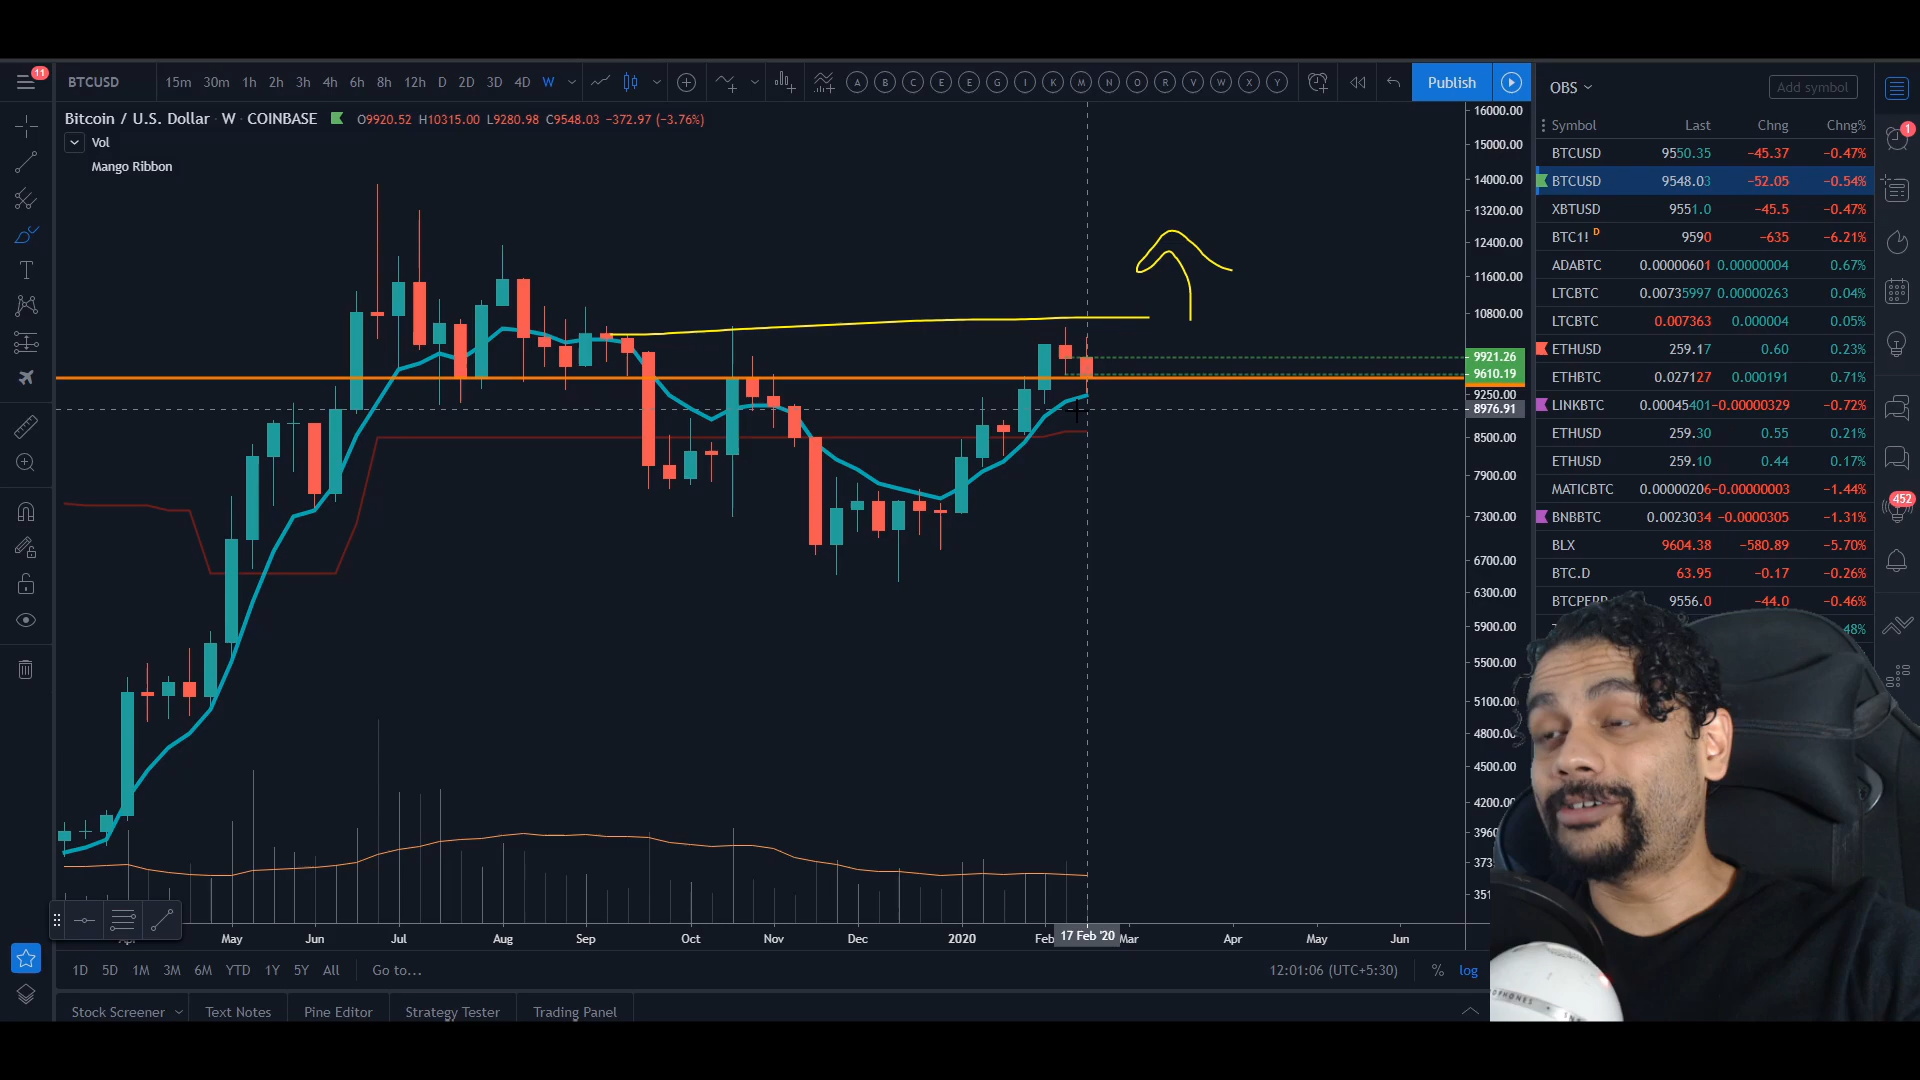 11
BTCUSD 15m 30m 1h 2h 3h 4h 6h 8h 12h D 2D 3D 4D W A B C E E G I K M N O R V W X Y Publish
Bitcoin / U.S. Dollar · W · COINBASE O9920.52 H10315.00 L9280.98 C9548.03 −372.97 (−3.76%)
Vol
Mango Ribbon
16000.00
15000.00
14000.00
13200.00
12400.00
11600.00
10800.00
9921.26
9610.19
9250.00
8976.91
8500.00
7900.00
7300.00
6700.00
6300.00
5900.00
5500.00
5100.00
4800.00
4500.00
4200.00
May Jun Jul Aug Sep Oct Nov Dec 2020 Feb 17 Feb '20 Mar Apr May Jun
1D 5D 1M 3M 6M YTD 1Y 5Y All Go to... 12:01:06 (UTC+5:30) % log
Stock Screener Text Notes Pine Editor Strategy Tester Trading Panel
OBS Add symbol
Symbol Last Chng Chng%
BTCUSD 9550.35 −45.37 −0.47%
BTCUSD 9548.03 −52.05 −0.54%
XBTUSD 9551.0 −45.5 −0.47%
BTC1! D 9590 −635 −6.21%
ADABTC 0.00000601 0.00000004 0.67%
LTCBTC 0.00735997 0.00000263 0.04%
LTCBTC 0.007363 0.000004 0.05%
ETHUSD 259.17 0.60 0.23%
ETHBTC 0.027127 0.000191 0.71%
LINKBTC 0.00045401 −0.00000329 −0.72%
ETHUSD 259.30 0.55 0.21%
ETHUSD 259.10 0.44 0.17%
MATICBTC 0.00000206 −0.00000003 −1.44%
BNBBTC 0.0023034 −0.0000305 −1.31%
BLX 9604.38 −580.89 −5.70%
BTC.D 63.95 −0.17 −0.26%
BTCPERP 9556.0 −44.0 −0.46%
48%
1
452